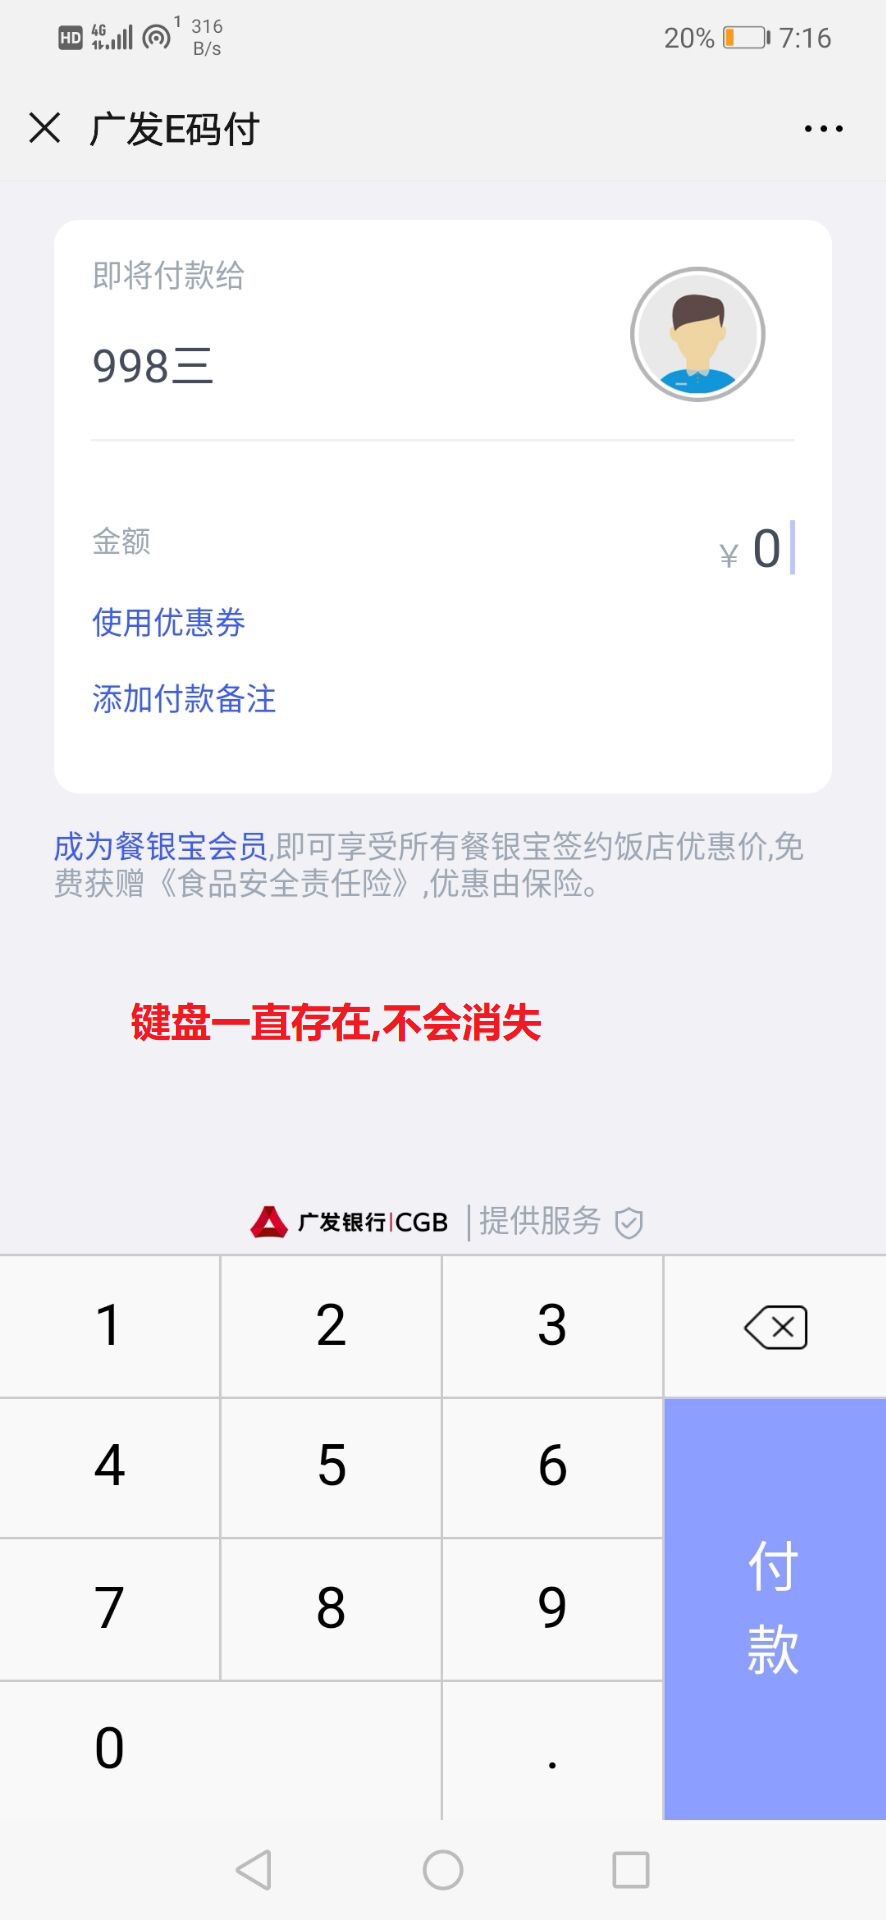 HD 4G 1 316 B/s 20% 7:16
广发E码付
即将付款给
998三
金额 ¥ 0
使用优惠券
添加付款备注
成为餐银宝会员,即可享受所有餐银宝签约饭店优惠价,免
费获赠《食品安全责任险》,优惠由保险。
键盘一直存在,不会消失
广发银行|CGB |提供服务
1 2 3
4 5 6
7 8 9
付
款
0 .